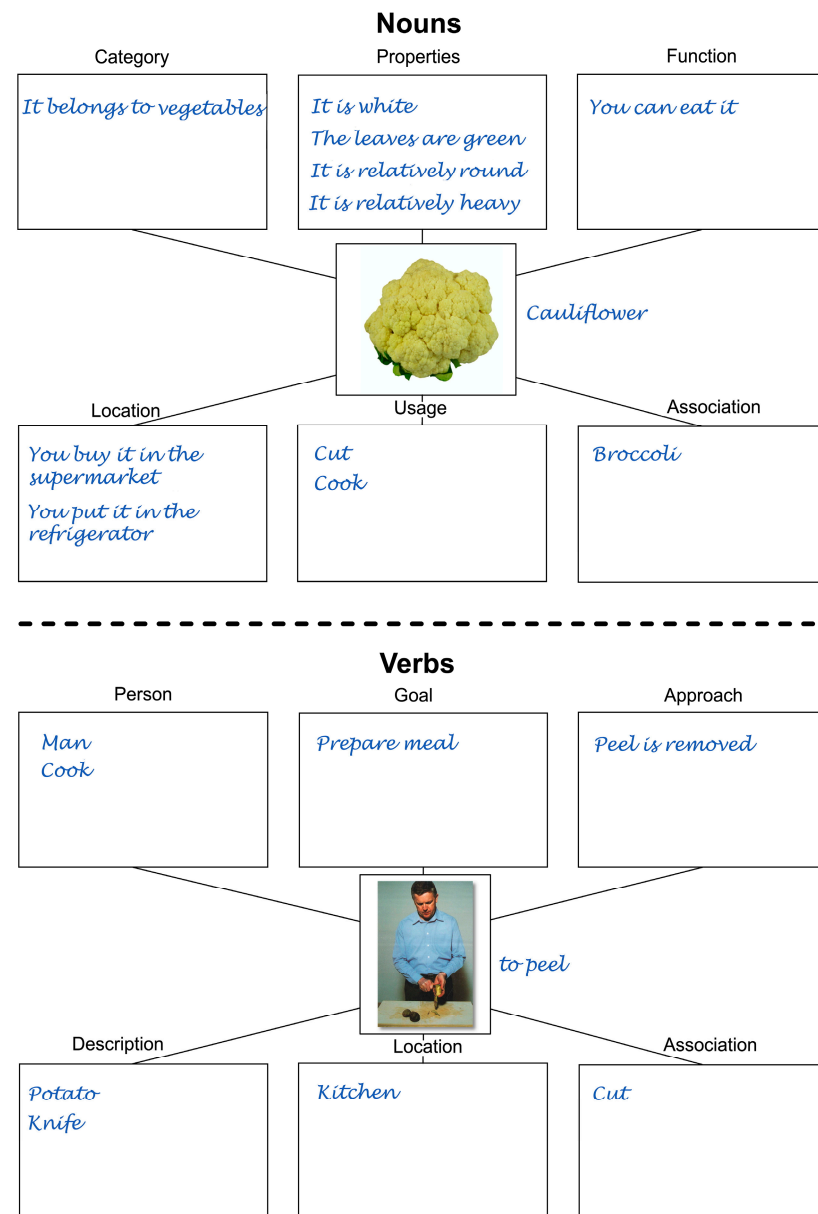 Nouns
Category
Properties
Function
It belongs to vegetables
It is white
The leaves are green
It is relatively round
It is relatively heavy
You can eat it
Cauliflower
Location
Usage
Association
You buy it in the
supermarket
You put it in the
refrigerator
Cut
Cook
Broccoli
Verbs
Person
Goal
Approach
Man
Cook
Prepare meal
Peel is removed
to peel
Description
Location
Association
Potato
Knife
Kitchen
Cut